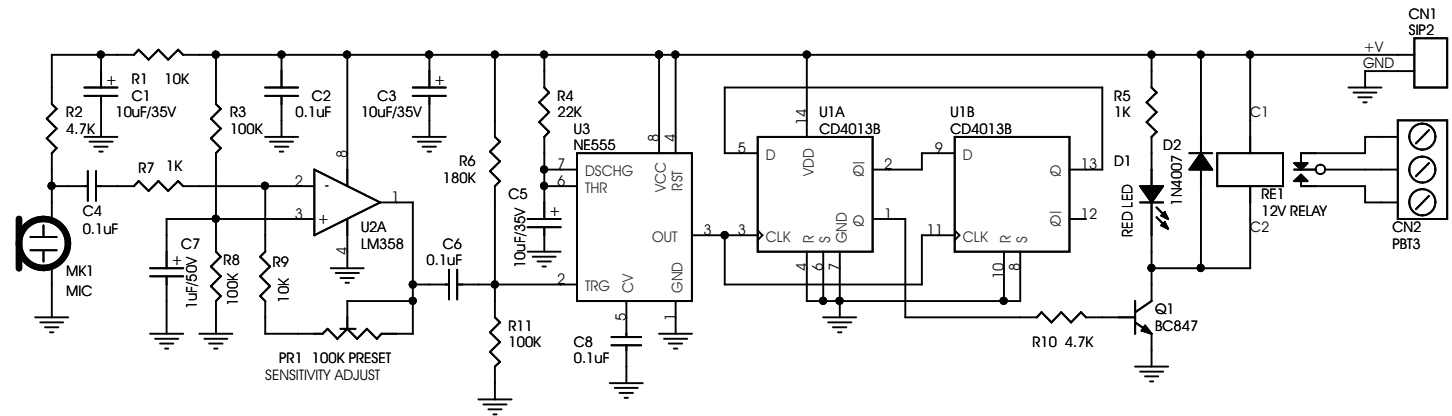 CN1
SIP2
+V
GND
R1
10K
C1
10uF/35V
R2
4.7K
R3
100K
C2
0.1uF
C3
10uF/35V
R4
22K
U3
NE555
8
4
7
DSCHG
6
THR
VCC
RST
OUT
3
2
TRG
CV
GND
5
1
C5
10uF/35V
R6
180K
R7
1K
C4
0.1uF
2
-
3
+
8
1
4
U2A
LM358
C6
0.1uF
MK1
MIC
C7
1uF/50V
R8
100K
R9
10K
PR1 100K PRESET
SENSITIVITY ADJUST
R11
100K
C8
0.1uF
U1A
CD4013B
14
5
D
VDD
QI
2
Q
1
3
CLK
R
S
GND
4
6
7
U1B
CD4013B
9
D
Q
13
QI
12
11
CLK
R
S
10
8
R5
1K
D1
RED LED
D2
1N4007
C1
C2
RE1
12V RELAY
CN2
PBT3
Q1
BC847
R10 4.7K